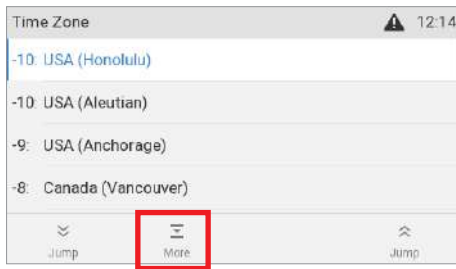 Time Zone 12:14
-10: USA (Honolulu)
-10: USA (Aleutian)
-9: USA (Anchorage)
-8: Canada (Vancouver)
Jump More Jump